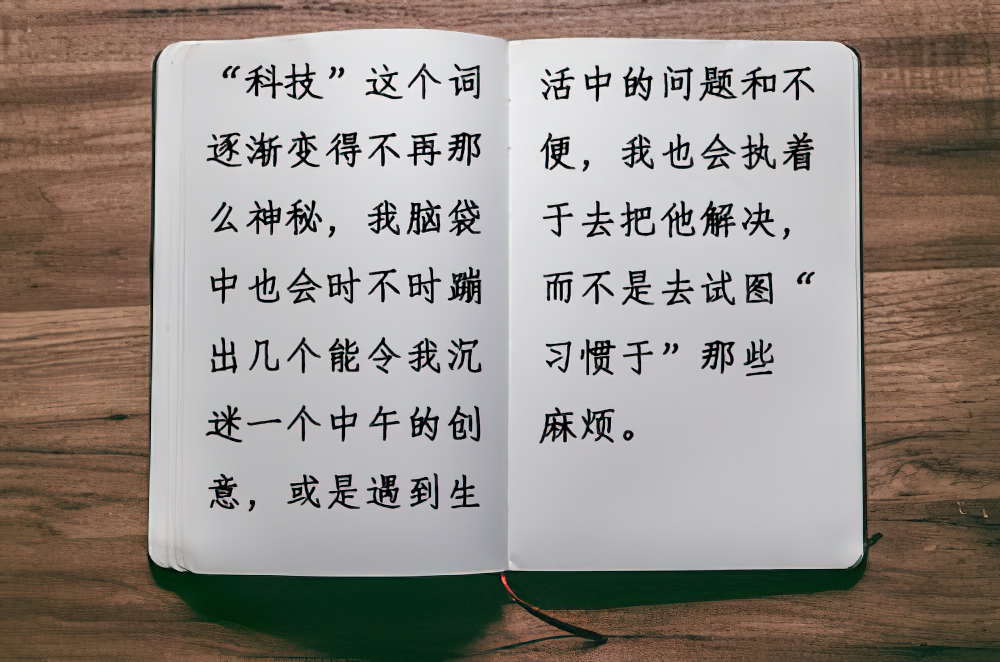 “科技”这个词
逐渐变得不再那
么神秘，我脑袋
中也会时不时蹦
出几个能令我沉
迷一个中午的创
意，或是遇到生
活中的问题和不
便，我也会执着
于去把他解决，
而不是去试图“
习惯于”那些
麻烦。